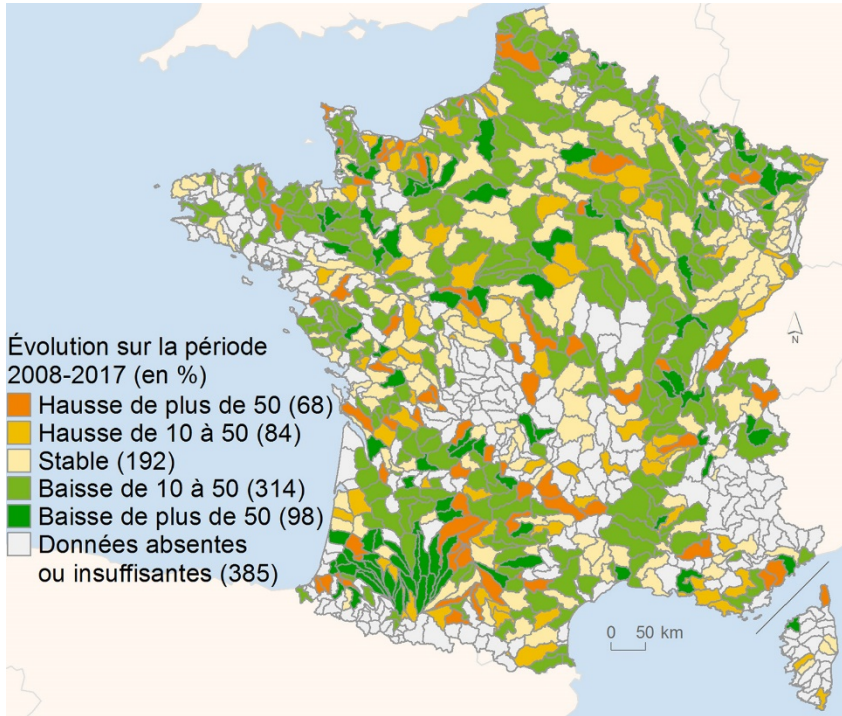 Évolution sur la période
2008-2017 (en %)
Hausse de plus de 50 (68)
Hausse de 10 à 50 (84)
Stable (192)
Baisse de 10 à 50 (314)
Baisse de plus de 50 (98)
Données absentes
ou insuffisantes (385)
N
0 50 km